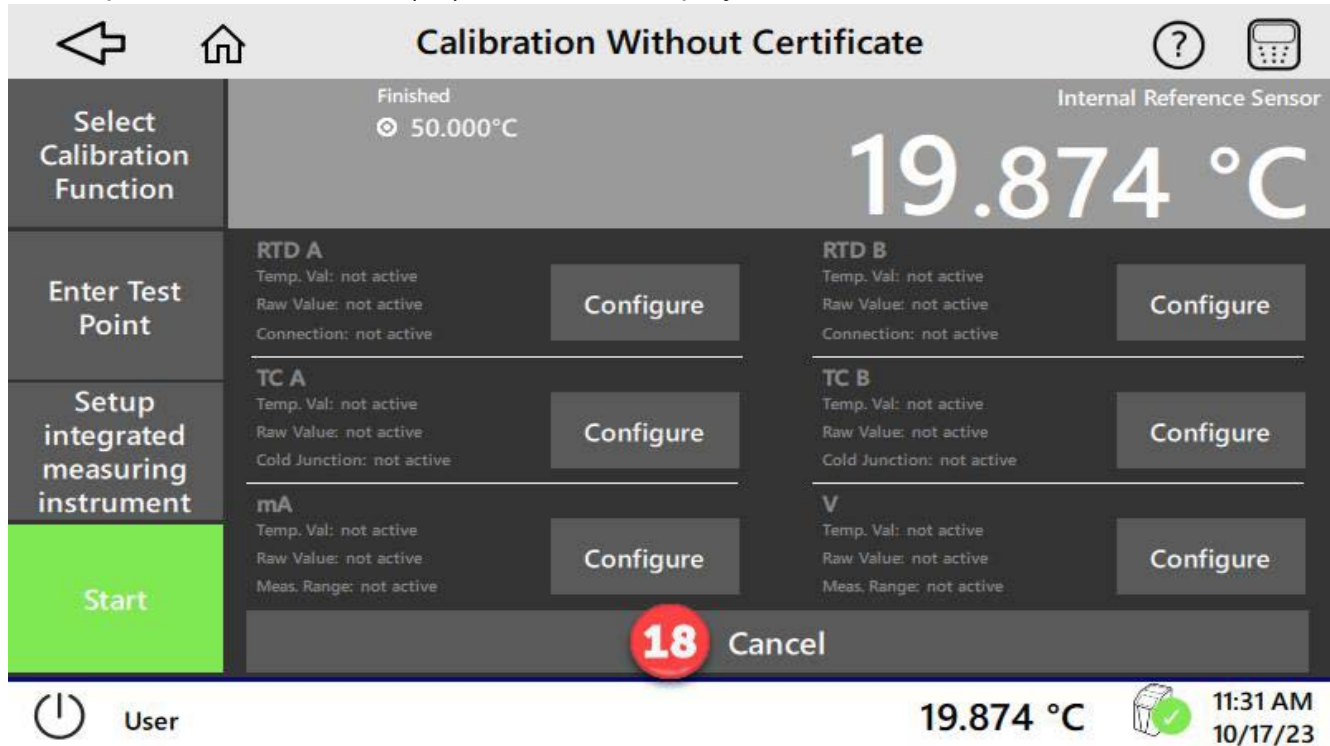 Calibration Without Certificate
?
Select
Calibration
Function
Finished
50.000°C
Internal Reference Sensor
19.874 °C
Enter Test
Point
Setup
integrated
measuring
instrument
Start
RTD A
Temp. Val: not active
Raw Value: not active
Connection: not active
Configure
RTD B
Temp. Val: not active
Raw Value: not active
Connection: not active
Configure
TC A
Temp. Val: not active
Raw Value: not active
Cold Junction: not active
Configure
TC B
Temp. Val: not active
Raw Value: not active
Cold Junction: not active
Configure
mA
Temp. Val: not active
Raw Value: not active
Meas. Range: not active
Configure
V
Temp. Val: not active
Raw Value: not active
Meas. Range: not active
Configure
18 Cancel
User
19.874 °C
11:31 AM
10/17/23